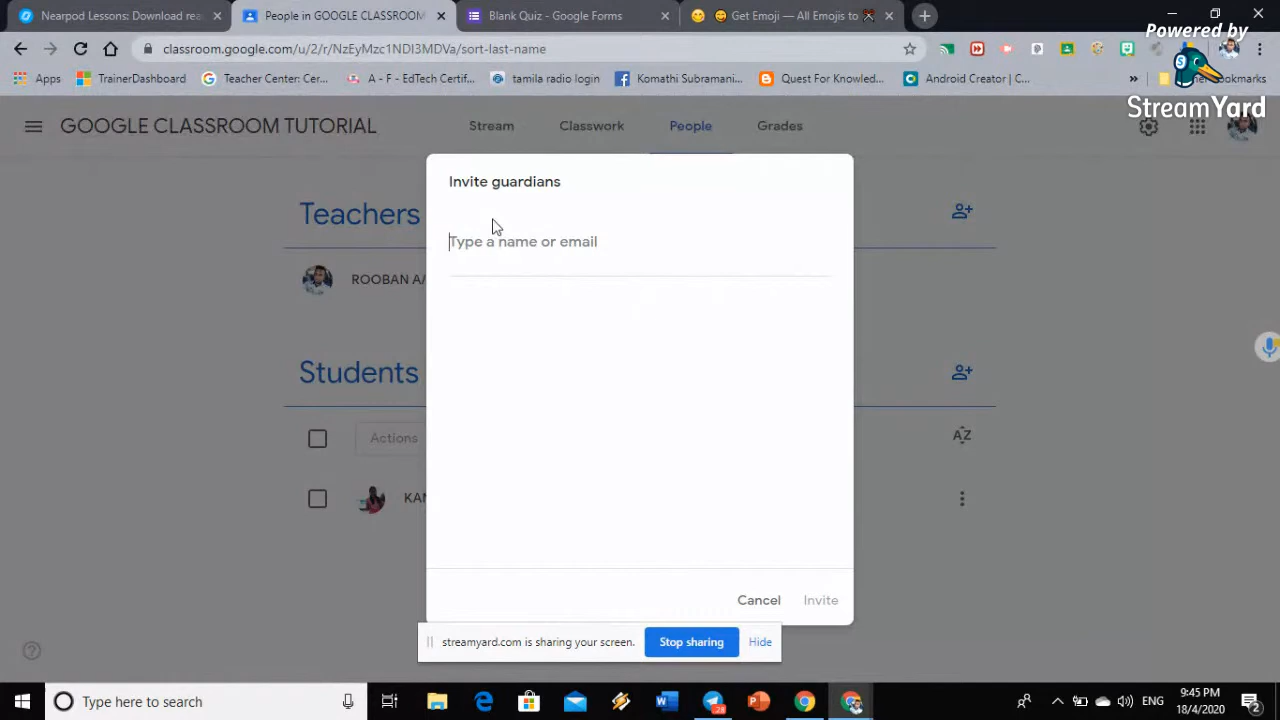 Nearpod Lessons: Download rea
People in GOOGLE CLASSROOM
Blank Quiz - Google Forms
Get Emoji — All Emojis to
Powered by
StreamYard
classroom.google.com/u/2/r/NzEyMzc1NDI3MDVa/sort-last-name
Apps
TrainerDashboard
Teacher Center: Cer...
A - F - EdTech Certif...
tamila radio login
Komathi Subramani...
Quest For Knowled...
Android Creator | C...
»
Bookmarks
GOOGLE CLASSROOM TUTORIAL
Stream
Classwork
People
Grades
Invite guardians
Type a name or email
Teachers
ROOBAN A/
Students
Actions
AZ
KAN
Cancel
Invite
streamyard.com is sharing your screen.
Stop sharing
Hide
Type here to search
ENG
9:45 PM
18/4/2020
2